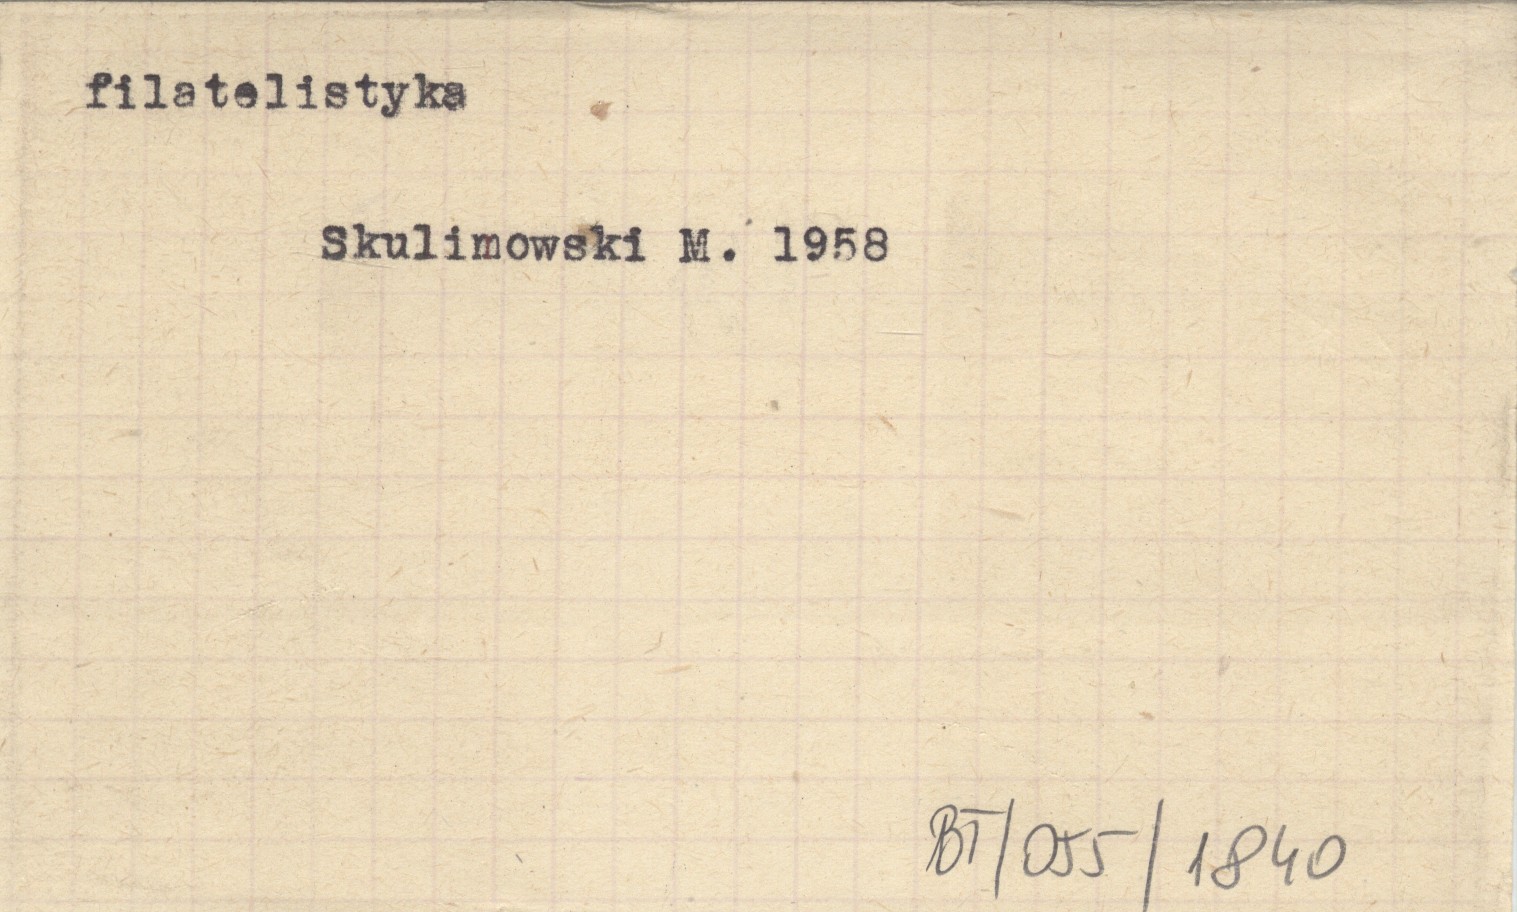 filatelistyka
Skulimowski M. 1958
BT/055/1840